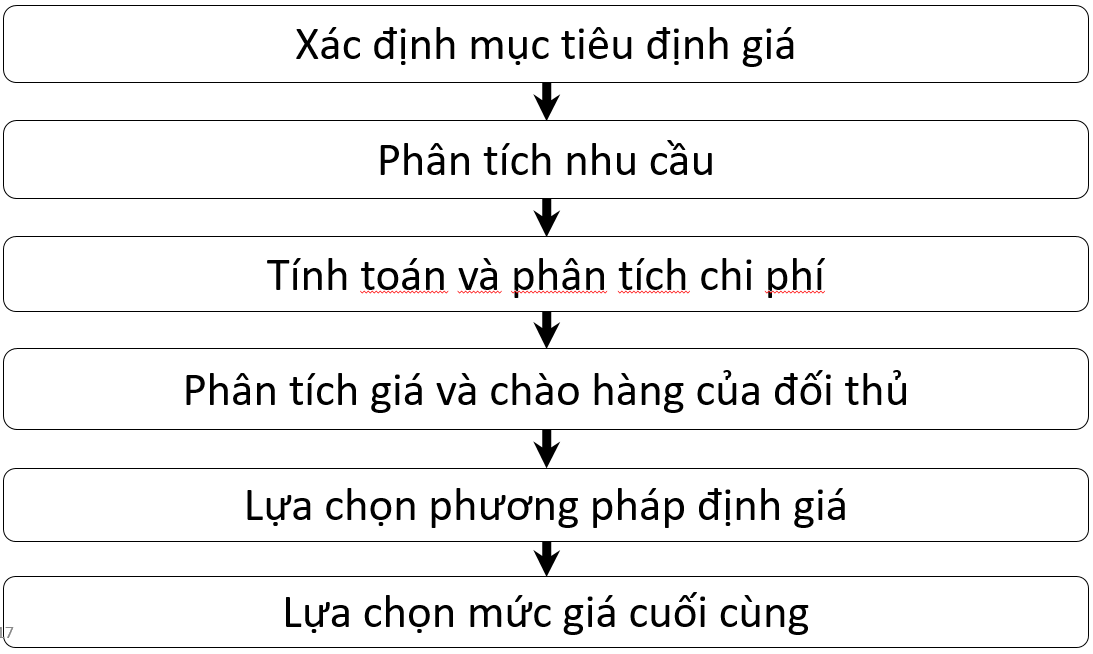 Xác định mục tiêu định giá
Phân tích nhu cầu
Tính toán và phân tích chi phí
Phân tích giá và chào hàng của đối thủ
Lựa chọn phương pháp định giá
Lựa chọn mức giá cuối cùng
17